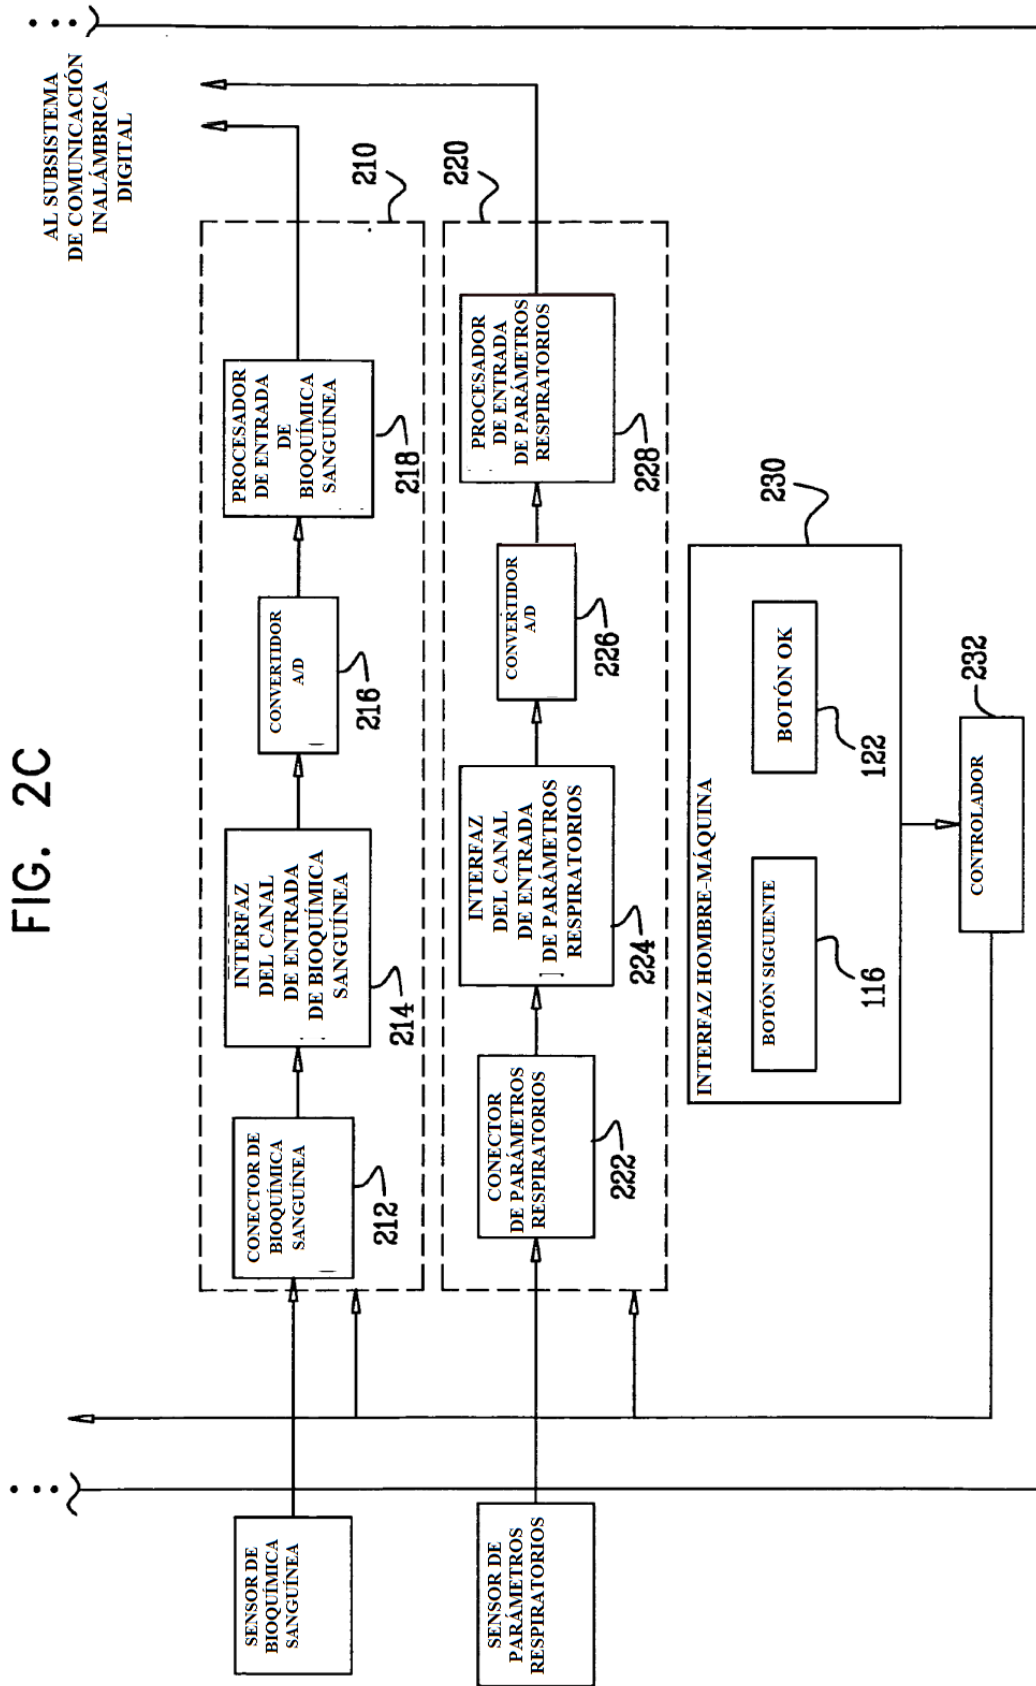 FIG. 2C
AL SUBSISTEMA
DE COMUNICACIÓN
INALÁMBRICA
DIGITAL
SENSOR DE
BIOQUÍMICA
SANGUÍNEA
CONECTOR DE
BIOQUÍMICA
SANGUÍNEA
212
INTERFAZ
DEL CANAL
DE ENTRADA
DE BIOQUÍMICA
SANGUÍNEA
214
CONVERTIDOR
A/D
216
PROCESADOR
DE ENTRADA
DE
BIOQUÍMICA
SANGUÍNEA
218
210
SENSOR DE
PARÁMETROS
RESPIRATORIOS
CONECTOR
DE PARÁMETROS
RESPIRATORIOS
222
INTERFAZ
DEL CANAL
DE ENTRADA
DE PARÁMETROS
RESPIRATORIOS
224
CONVERTIDOR
A/D
226
PROCESADOR
DE ENTRADA
DE PARÁMETROS
RESPIRATORIOS
228
220
INTERFAZ HOMBRE-MÁQUINA
BOTÓN SIGUIENTE
116
BOTÓN OK
122
230
CONTROLADOR
232